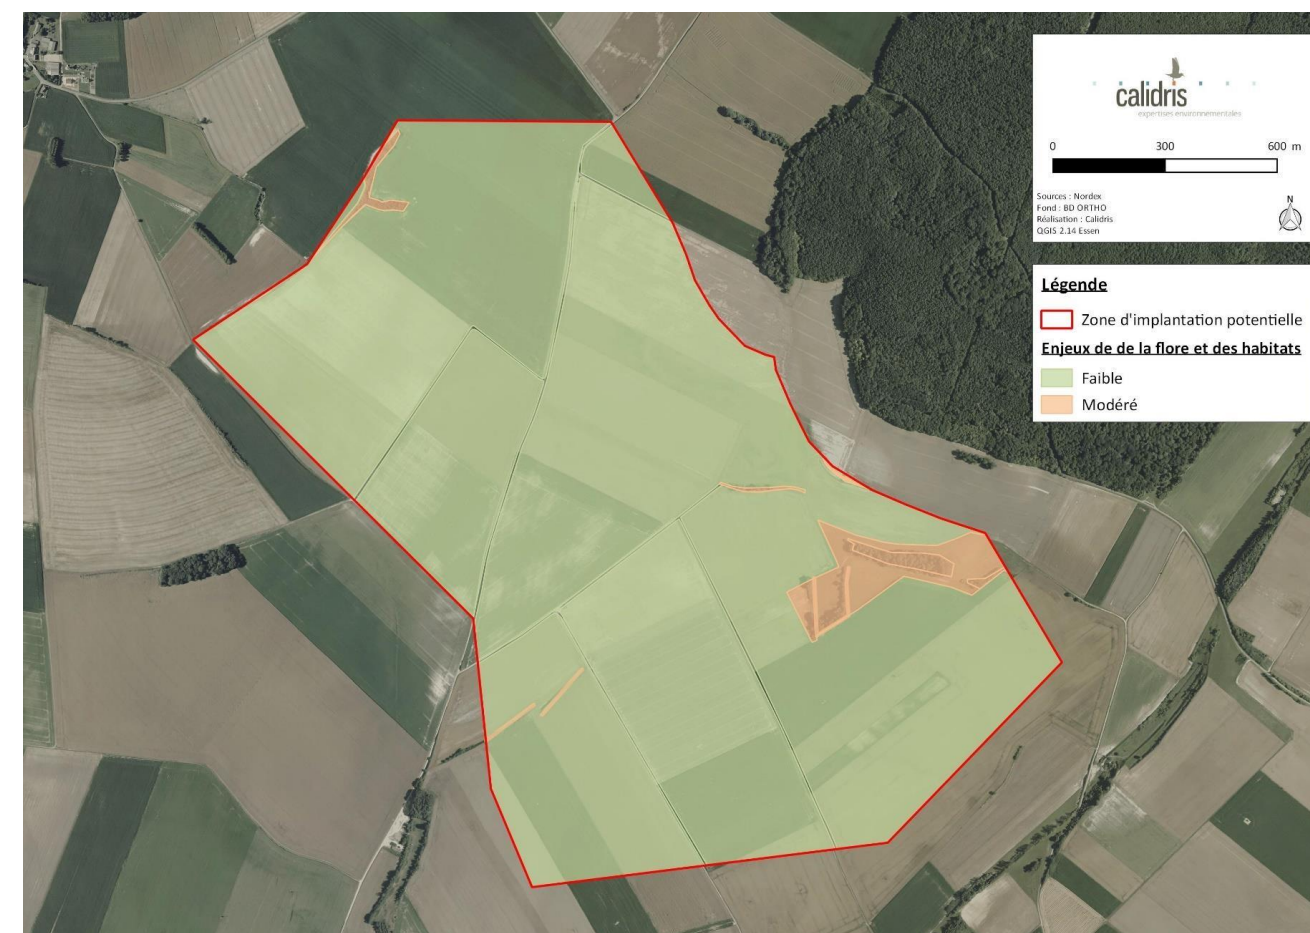 calidris
expertises environnementales
0 300 600 m
Sources : Nordex
Fond : BD ORTHO
Réalisation : Calidris
QGIS 2.14 Essen
N
Légende
Zone d'implantation potentielle
Enjeux de de la flore et des habitats
Faible
Modéré